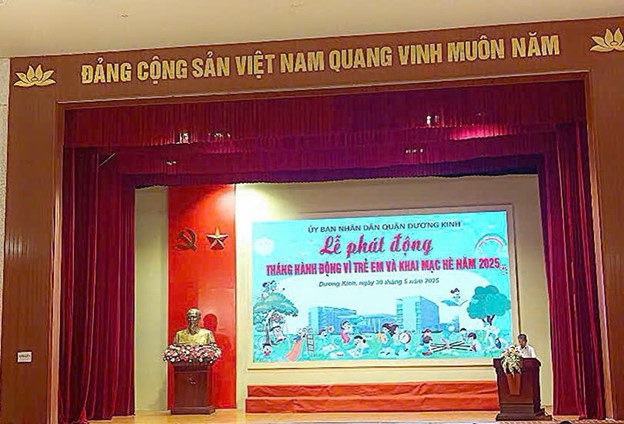 ĐẢNG CỘNG SẢN VIỆT NAM QUANG VINH MUÔN NĂM
ỦY BAN NHÂN DÂN QUẬN DƯƠNG KINH
Lễ phát động
THÁNG HÀNH ĐỘNG VÌ TRẺ EM VÀ KHAI MẠC HÈ NĂM 2025
Dương Kinh, ngày 30 tháng 5 năm 2025